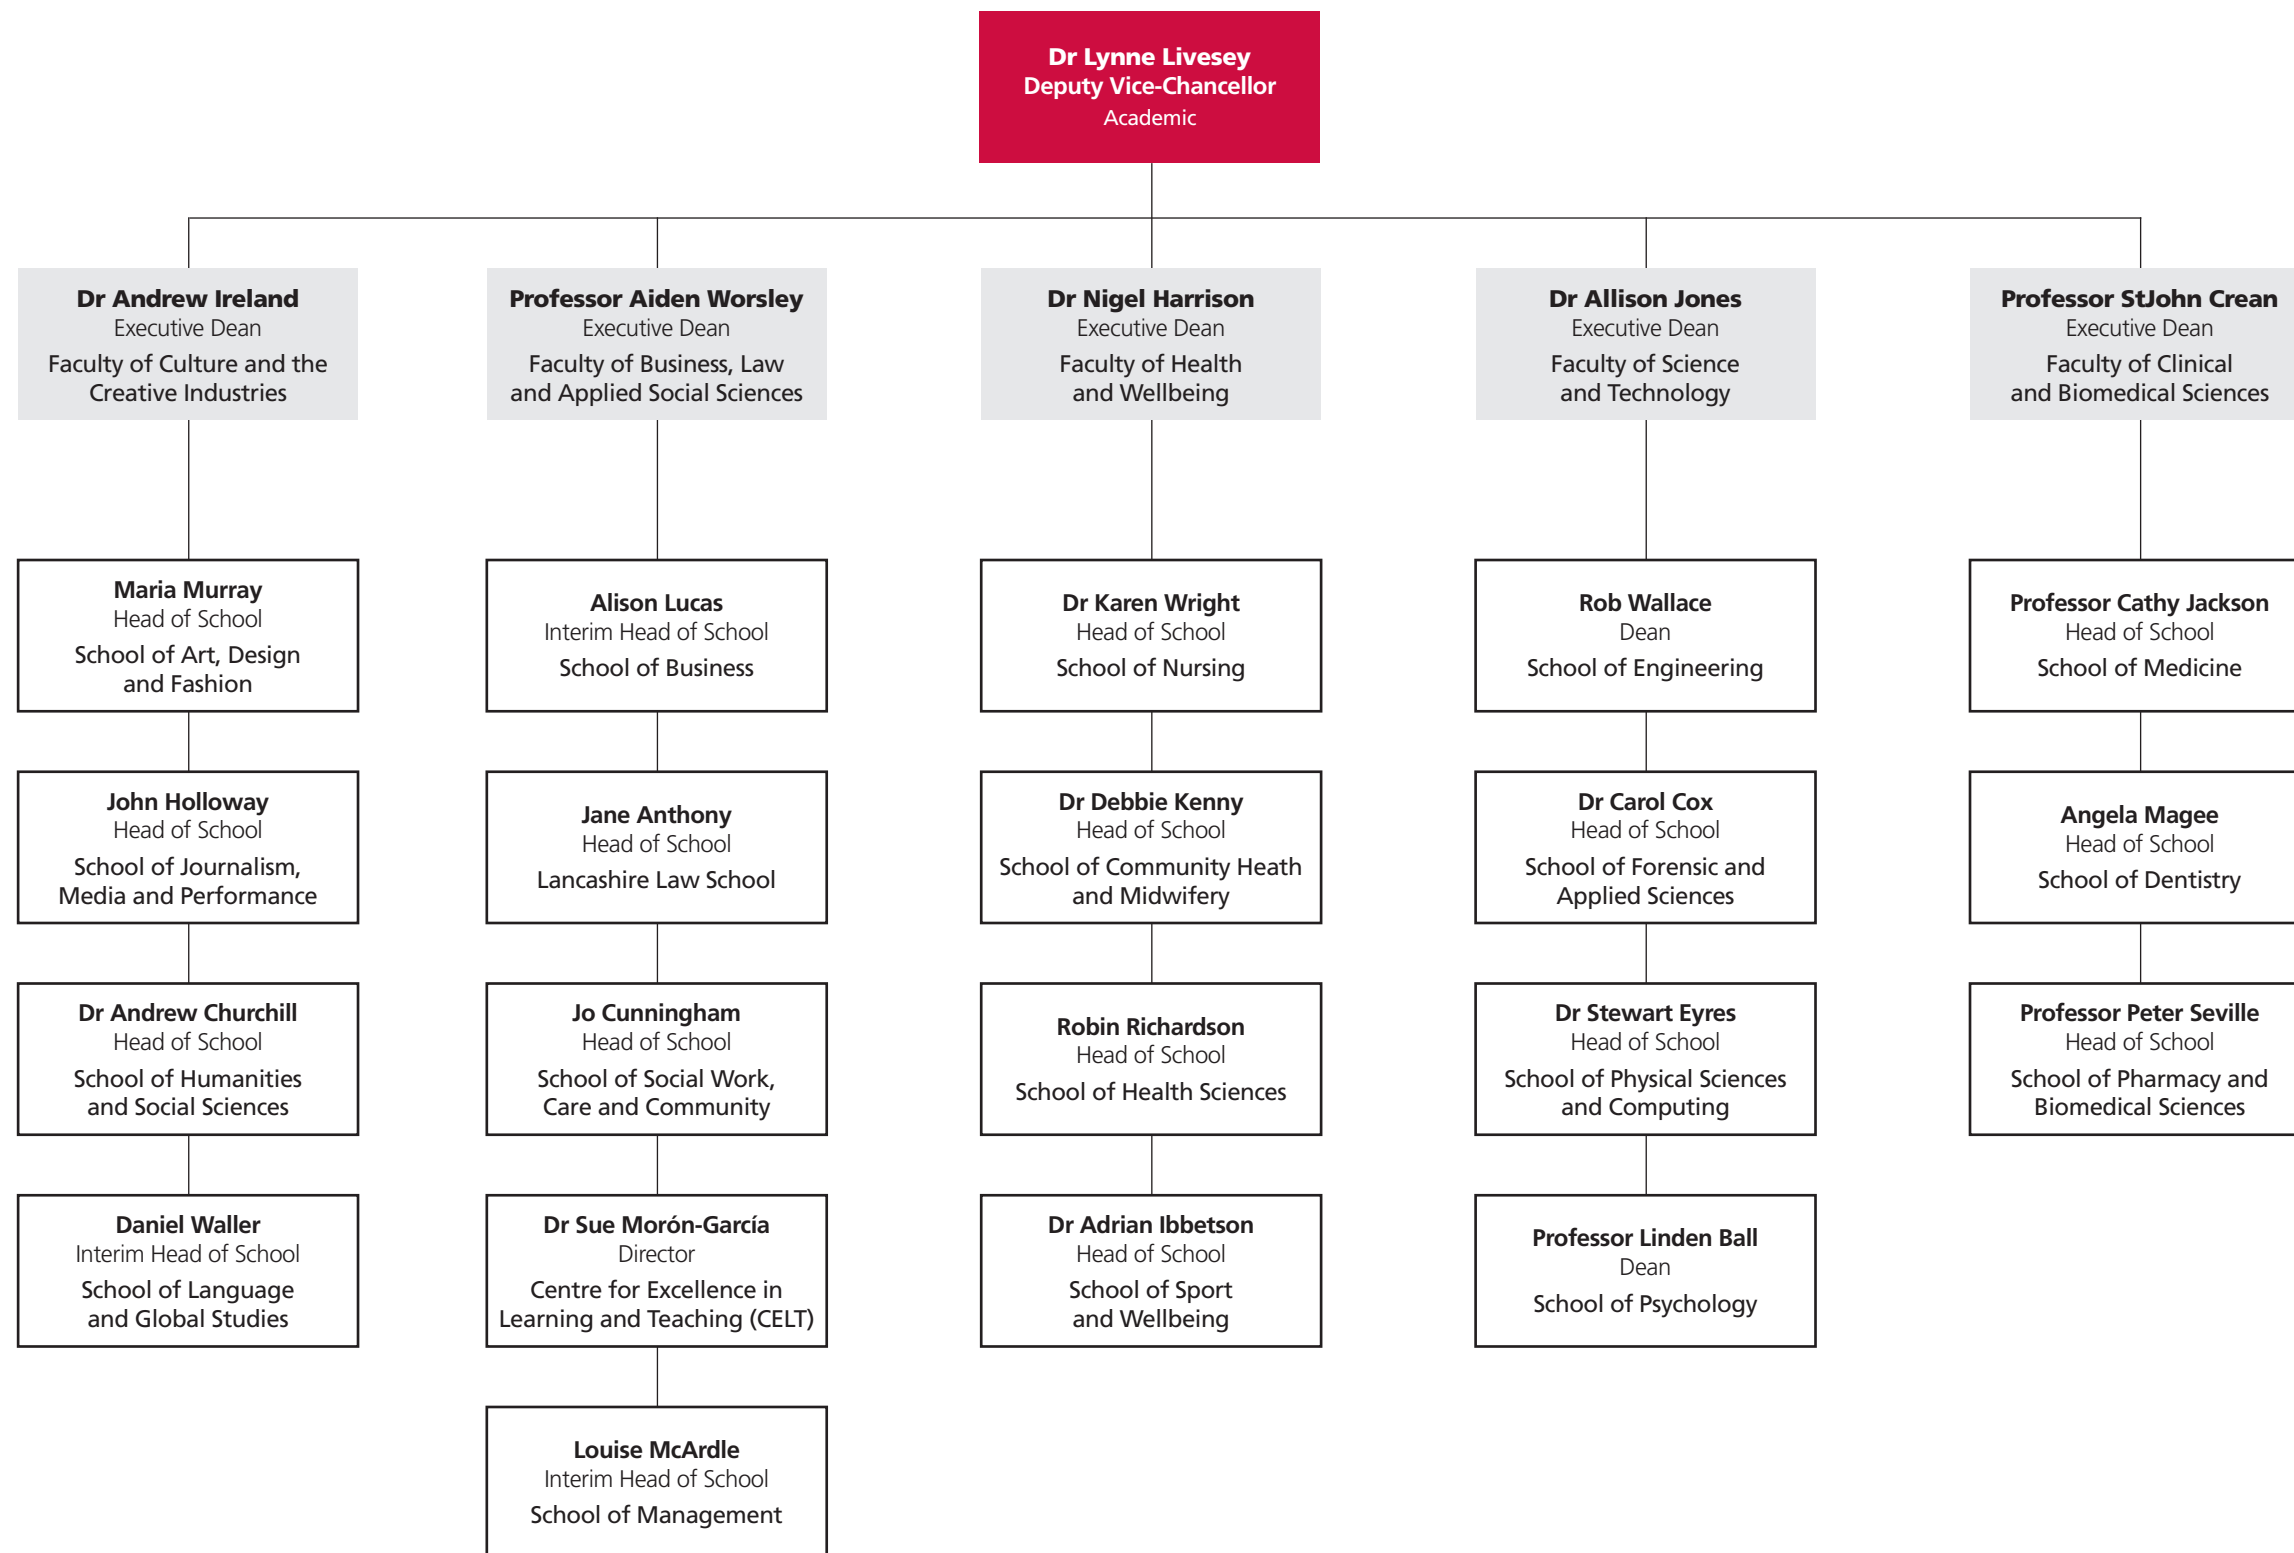 Dr Lynne Livesey
Deputy Vice-Chancellor
Academic
Dr Andrew Ireland
Executive Dean
Faculty of Culture and the
Creative Industries
Professor Aiden Worsley
Executive Dean
Faculty of Business, Law
and Applied Social Sciences
Dr Nigel Harrison
Executive Dean
Faculty of Health
and Wellbeing
Dr Allison Jones
Executive Dean
Faculty of Science
and Technology
Professor StJohn Crean
Executive Dean
Faculty of Clinical
and Biomedical Sciences
Maria Murray
Head of School
School of Art, Design
and Fashion
Alison Lucas
Interim Head of School
School of Business
Dr Karen Wright
Head of School
School of Nursing
Rob Wallace
Dean
School of Engineering
Professor Cathy Jackson
Head of School
School of Medicine
John Holloway
Head of School
School of Journalism,
Media and Performance
Jane Anthony
Head of School
Lancashire Law School
Dr Debbie Kenny
Head of School
School of Community Heath
and Midwifery
Dr Carol Cox
Head of School
School of Forensic and
Applied Sciences
Angela Magee
Head of School
School of Dentistry
Dr Andrew Churchill
Head of School
School of Humanities
and Social Sciences
Jo Cunningham
Head of School
School of Social Work,
Care and Community
Robin Richardson
Head of School
School of Health Sciences
Dr Stewart Eyres
Head of School
School of Physical Sciences
and Computing
Professor Peter Seville
Head of School
School of Pharmacy and
Biomedical Sciences
Daniel Waller
Interim Head of School
School of Language
and Global Studies
Dr Sue Morón-García
Director
Centre for Excellence in
Learning and Teaching (CELT)
Dr Adrian Ibbetson
Head of School
School of Sport
and Wellbeing
Professor Linden Ball
Dean
School of Psychology
Louise McArdle
Interim Head of School
School of Management